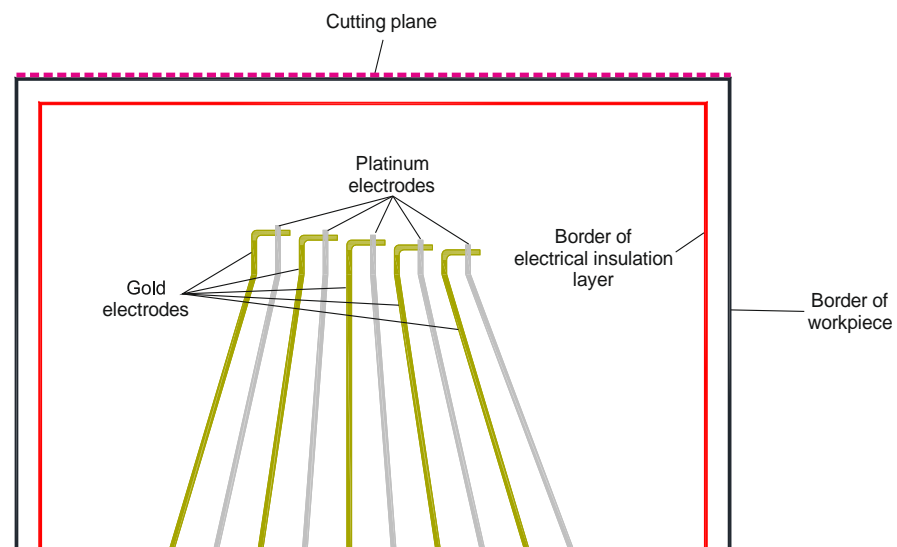 Cutting plane
Platinum
electrodes
Border of
electrical insulation
layer
Gold
electrodes
Border of
workpiece